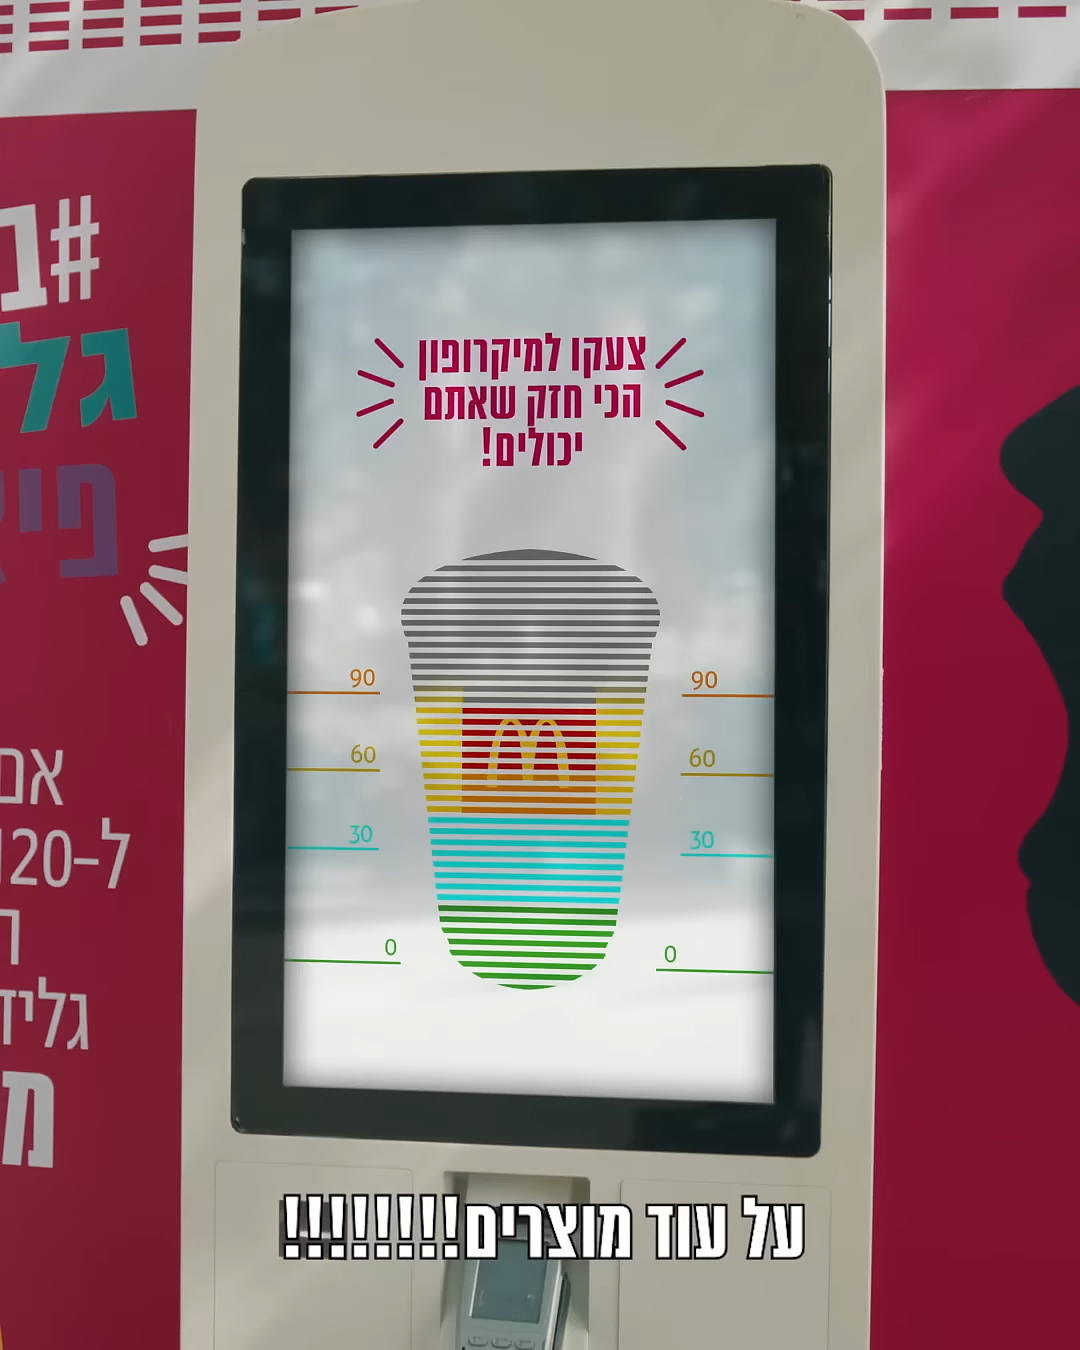 צעקו למיקרופון
הכי חזק שאתם
יכולים!
90 90
60 60
30 30
0 0
אם
ל-120
גליד
על עוד מוצרים!!!!!!!!